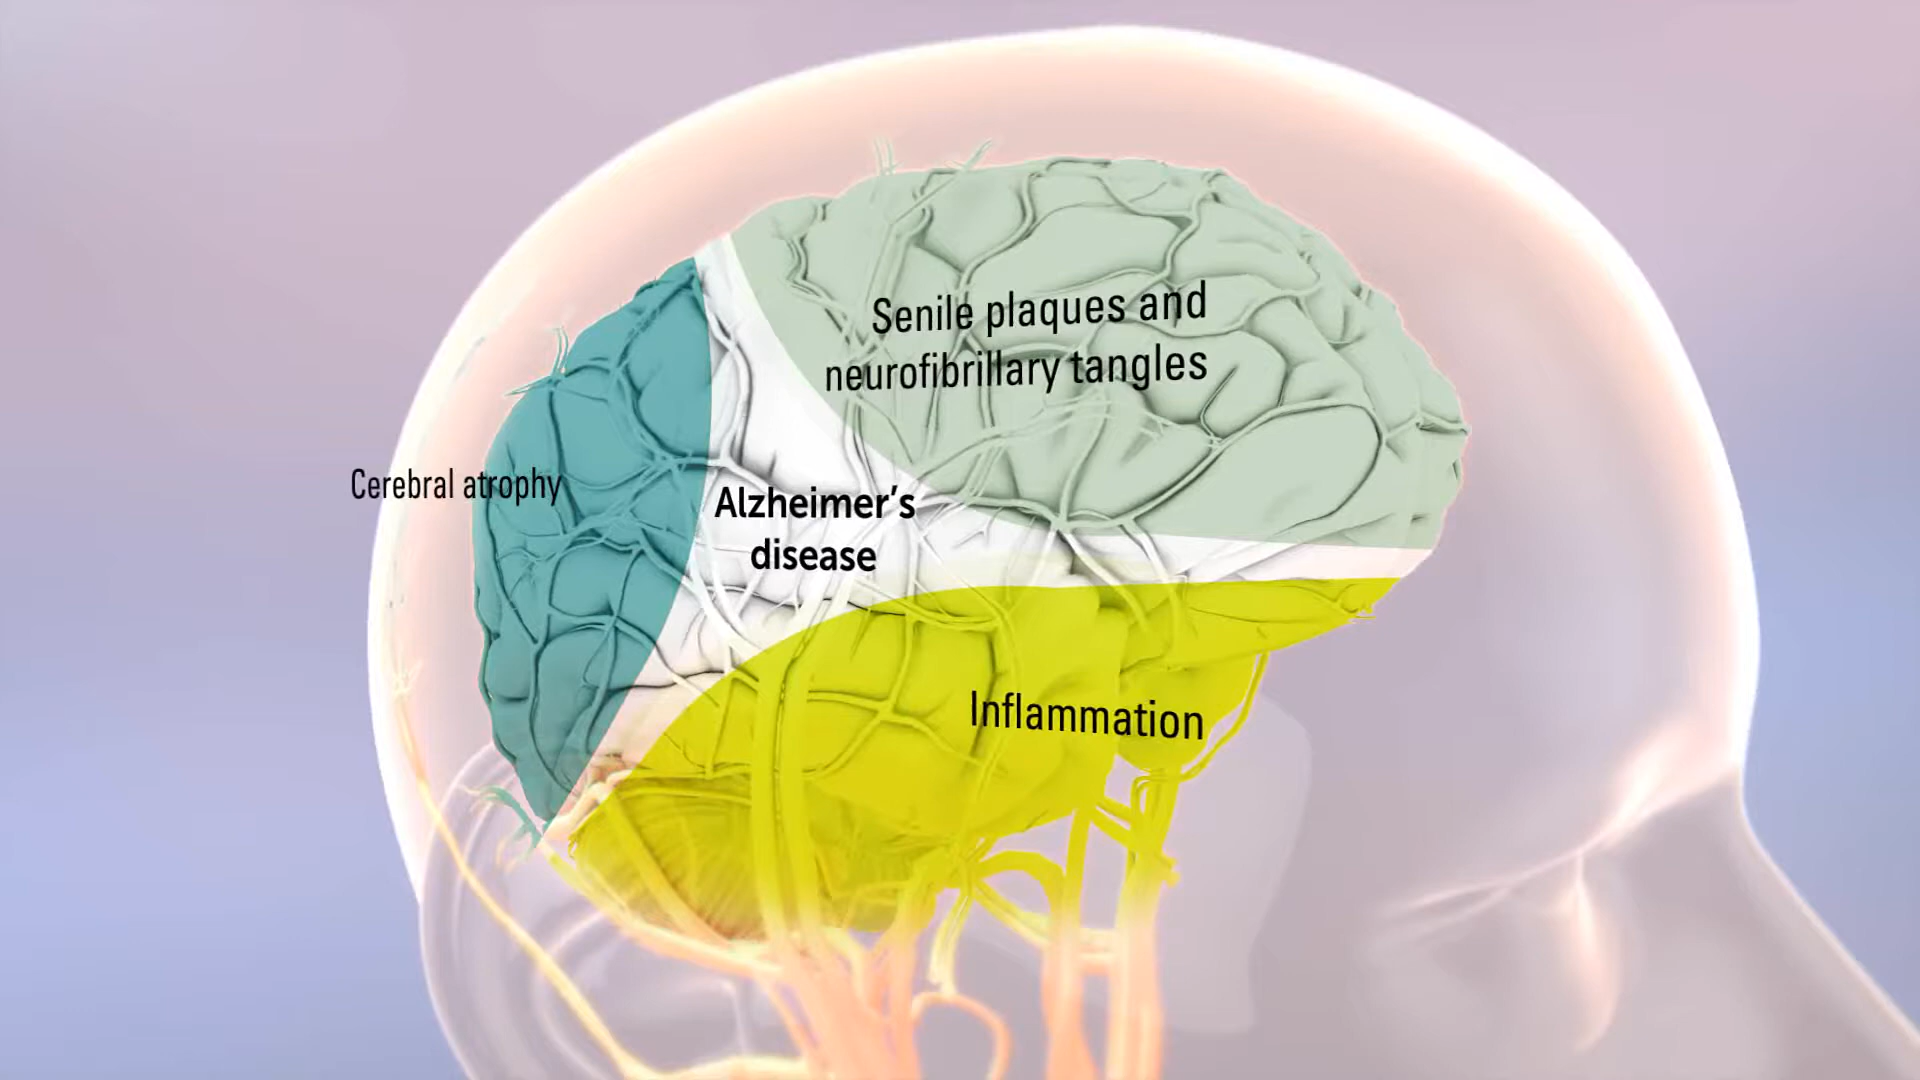 Senile plaques and
neurofibrillary tangles
Cerebral atrophy
Alzheimer's
disease
Inflammation